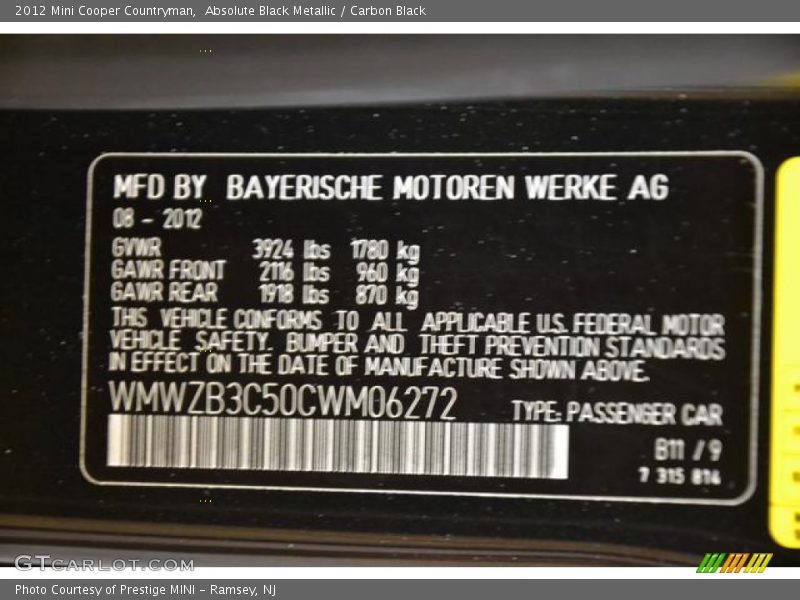 2012 Mini Cooper Countryman,  Absolute Black Metallic / Carbon Black
MFD BY BAYERISCHE MOTOREN WERKE AG
08 - 2012
GVWR 3924 lbs 1780 kg
GAWR FRONT 2116 lbs 960 kg
GAWR REAR 1918 lbs 870 kg
THIS VEHICLE CONFORMS TO ALL APPLICABLE U.S. FEDERAL MOTOR
VEHICLE SAFETY, BUMPER AND THEFT PREVENTION STANDARDS
IN EFFECT ON THE DATE OF MANUFACTURE SHOWN ABOVE.
WMWZB3C50CWM06272 TYPE: PASSENGER CAR
B11 / 9
7 315 814
GTCARLOT.COM
Photo Courtesy of Prestige MINI - Ramsey, NJ